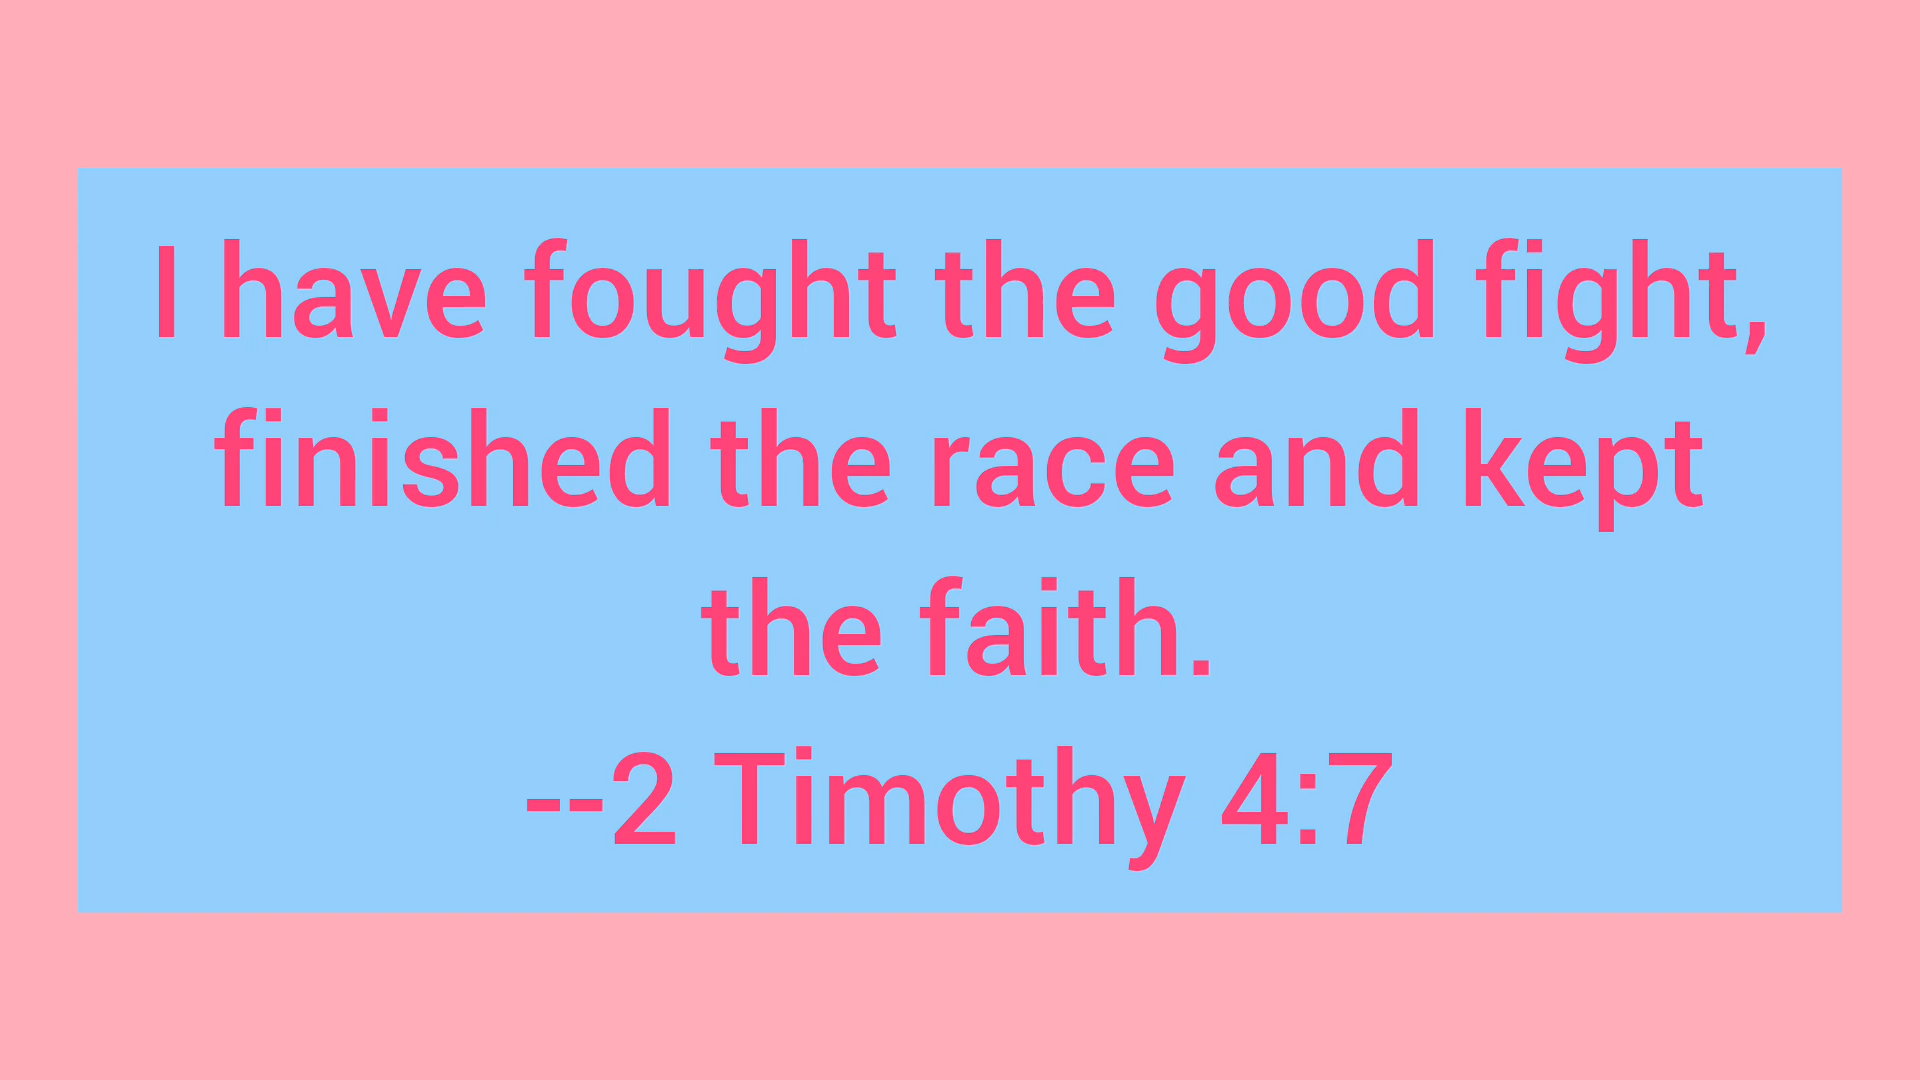 I have fought the good fight,
finished the race and kept
the faith.
--2 Timothy 4:7